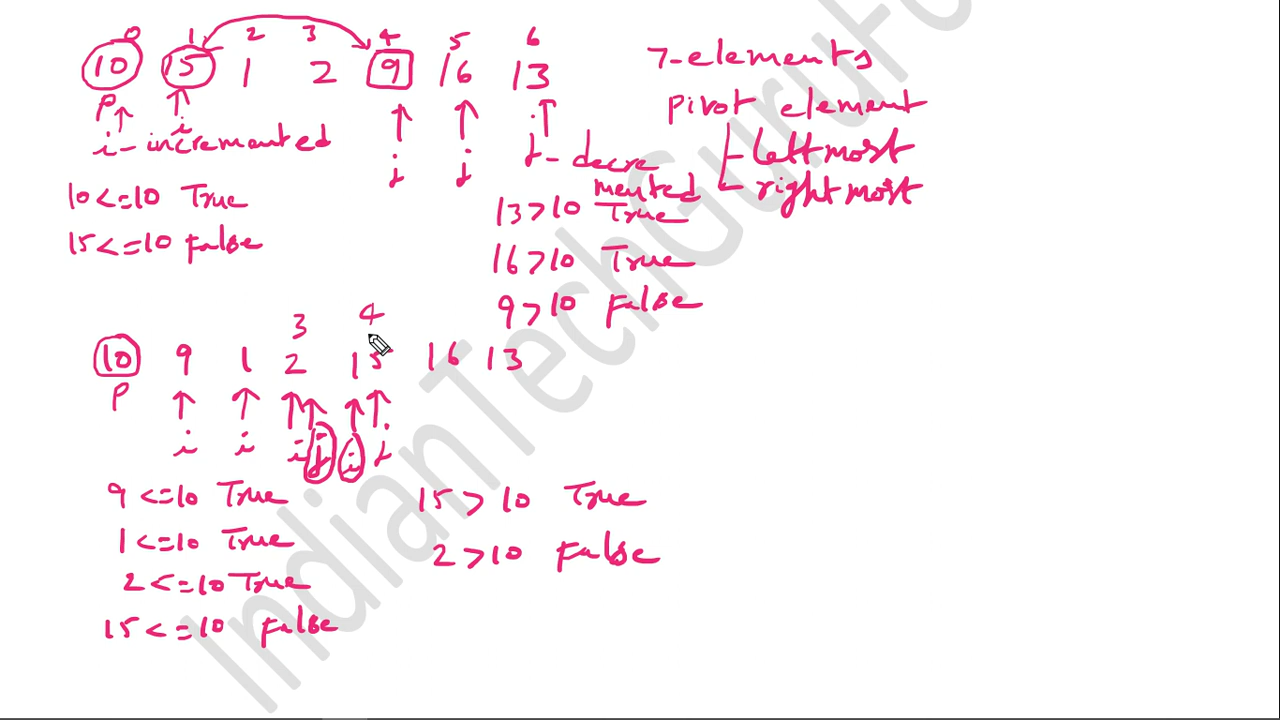 0 1 2 3 4 5 6
10 15 1 2 9 16 13
7-elements
P
pivot element
i - incremented
i
j
j
j - decre
mented
leftmost
rightmost
10<=10 True
15<=10 False
13>10 True
16>10 True
9>10 False
3 4
10 9 1 2 15 16 13
P
i i i j i j
9<=10 True
1<=10 True
2<=10 True
15<=10 False
15>10 True
2>10 False